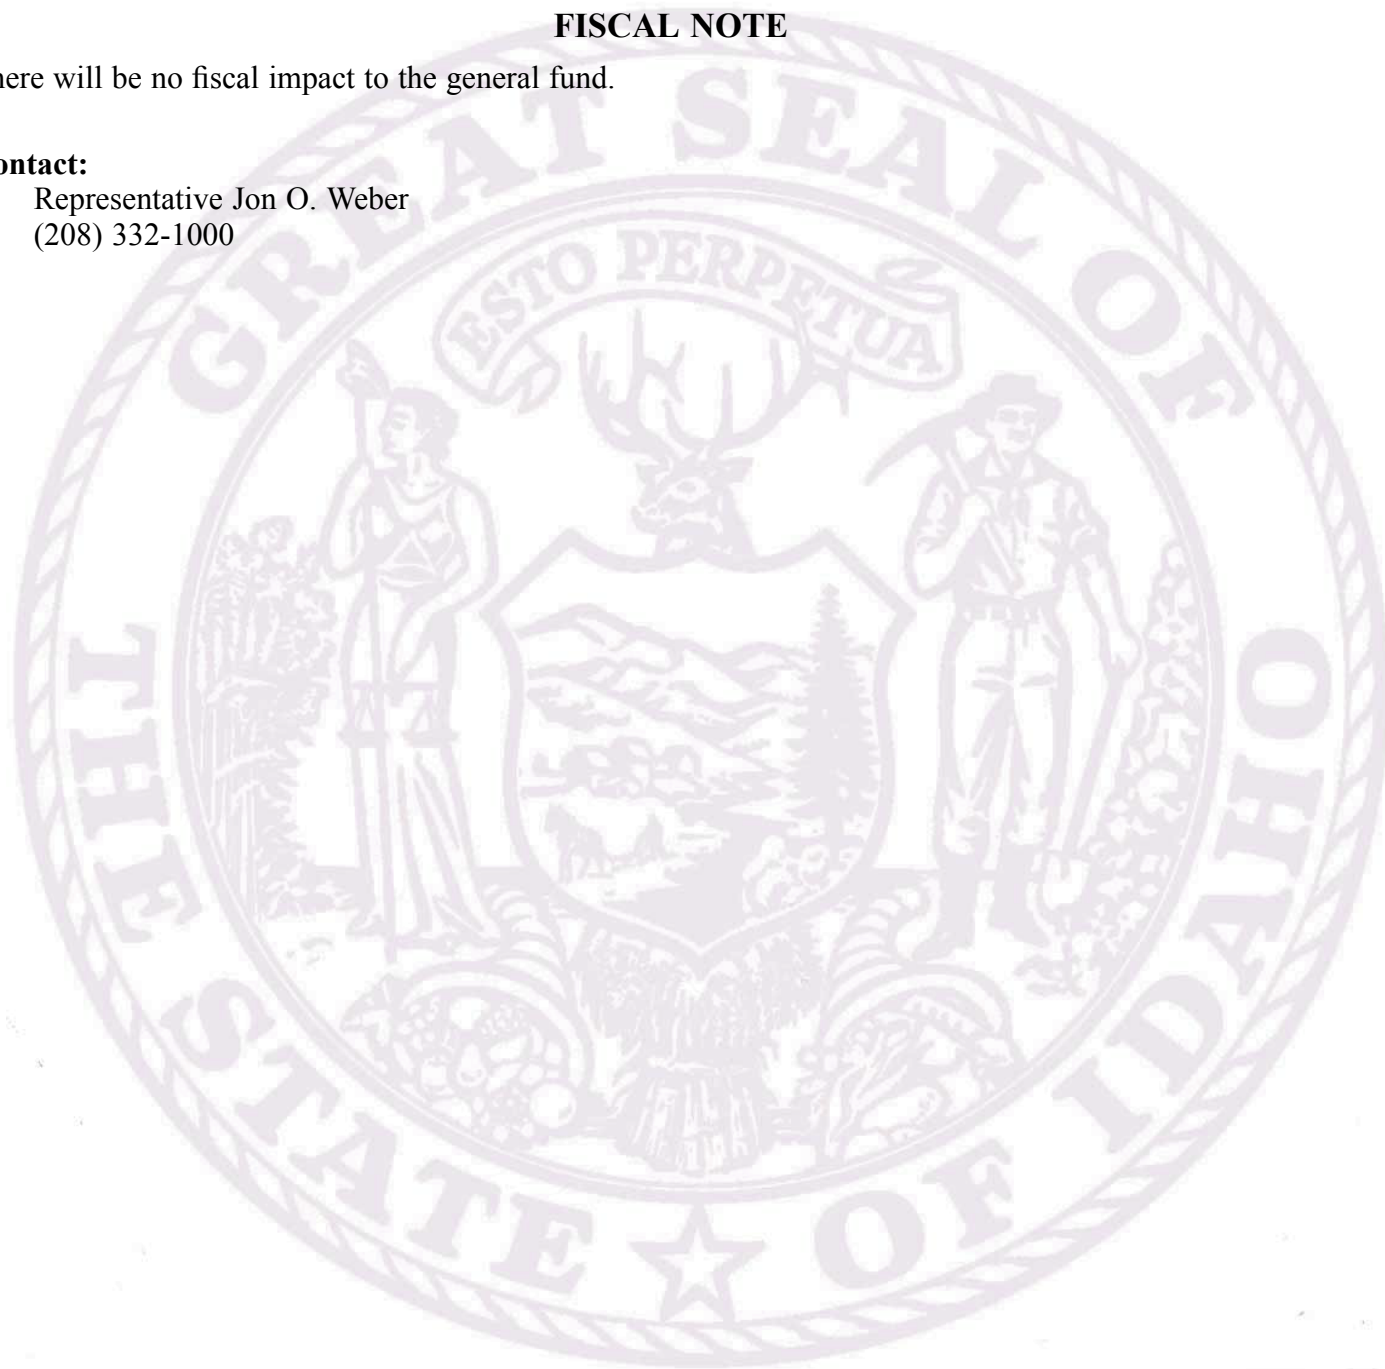 FISCAL NOTE
here will be no fiscal impact to the general fund.
ontact:
Representative Jon O. Weber
(208) 332-1000
GREAT SEAL OF
THE STATE OF IDAHO
ESTO PERPETUA